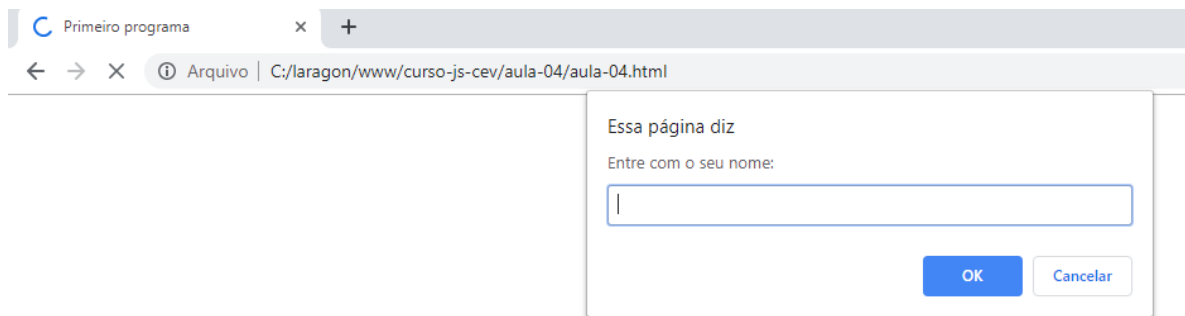 Primeiro programa
Arquivo | C:/laragon/www/curso-js-cev/aula-04/aula-04.html
Essa página diz
Entre com o seu nome:
OK Cancelar